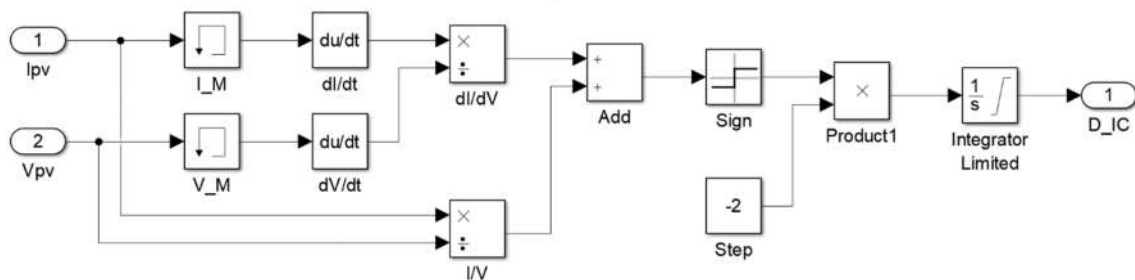 1
Ipv
I_M
du/dt
dI/dt
×
÷
dI/dV
+
+
Add
Sign
×
Product1
1
s
Integrator
Limited
1
D_IC
2
Vpv
V_M
du/dt
dV/dt
×
÷
I/V
-2
Step